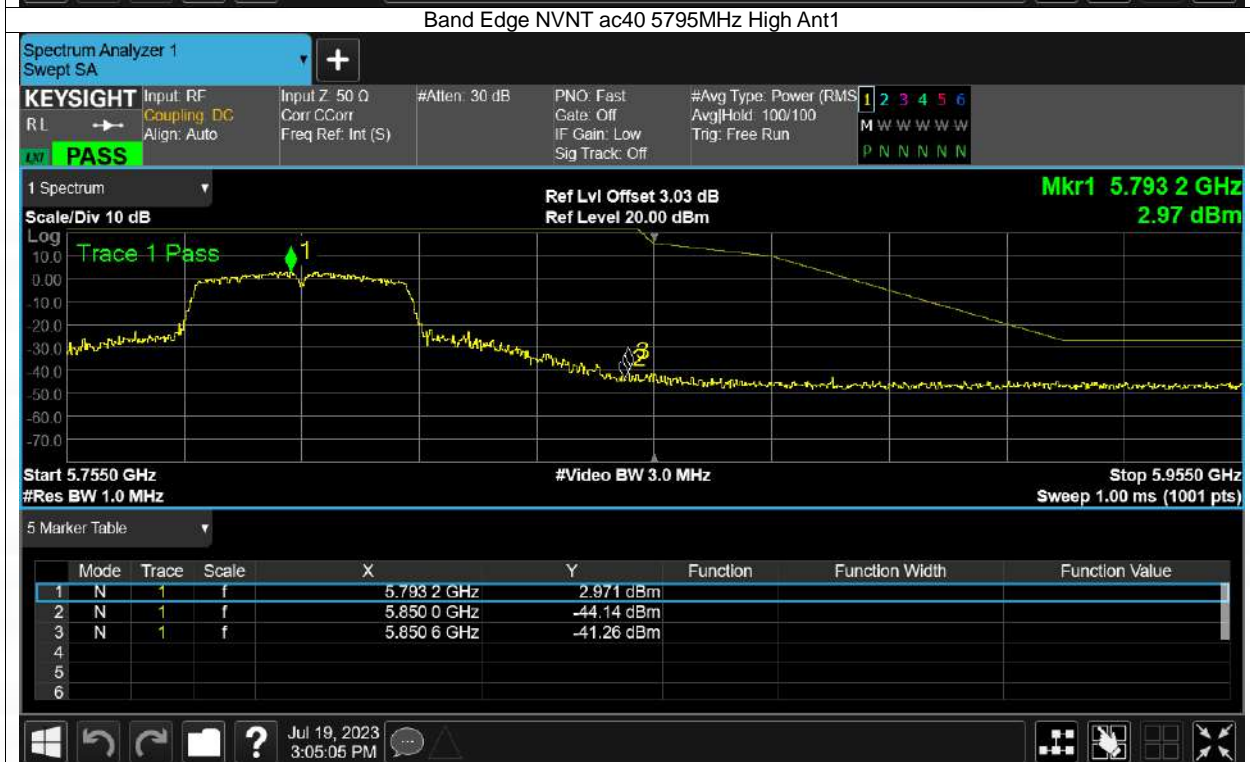 Band Edge NVNT ac40 5795MHz High Ant1
Spectrum Analyzer 1
Swept SA
+
KEYSIGHT Input: RF Input Z: 50 Ω #Atten: 30 dB PNO: Fast #Avg Type: Power (RMS 1 2 3 4 5 6
RL Coupling: DC Corr CCorr Gate: Off Avg|Hold: 100/100 M W W W W W
Align: Auto Freq Ref: Int (S) IF Gain: Low Trig: Free Run P N N N N N
LXI PASS Sig Track: Off
1 Spectrum Ref Lvl Offset 3.03 dB Mkr1 5.793 2 GHz
Scale/Div 10 dB Ref Level 20.00 dBm 2.97 dBm
Log
Trace 1 Pass
1
10.0
0.00
-10.0
-20.0
-30.0
-40.0
-50.0
-60.0
-70.0
Start 5.7550 GHz #Video BW 3.0 MHz Stop 5.9550 GHz
#Res BW 1.0 MHz Sweep 1.00 ms (1001 pts)
5 Marker Table
Mode Trace Scale X Y Function Function Width Function Value
1 N 1 f 5.793 2 GHz 2.971 dBm
2 N 1 f 5.850 0 GHz -44.14 dBm
3 N 1 f 5.850 6 GHz -41.26 dBm
4
5
6
? Jul 19, 2023
3:05:05 PM